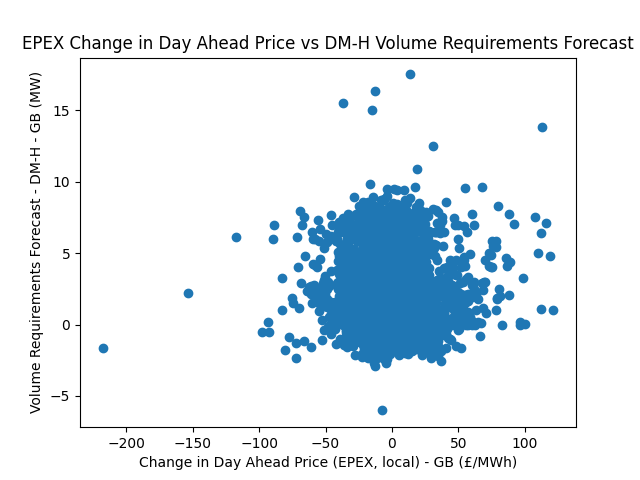 EPEX Change in Day Ahead Price vs DM-H Volume Requirements Forecast
Volume Requirements Forecast - DM-H - GB (MW)
15
10
5
0
−5
−200 −150 −100 −50 0 50 100
Change in Day Ahead Price (EPEX, local) - GB (£/MWh)